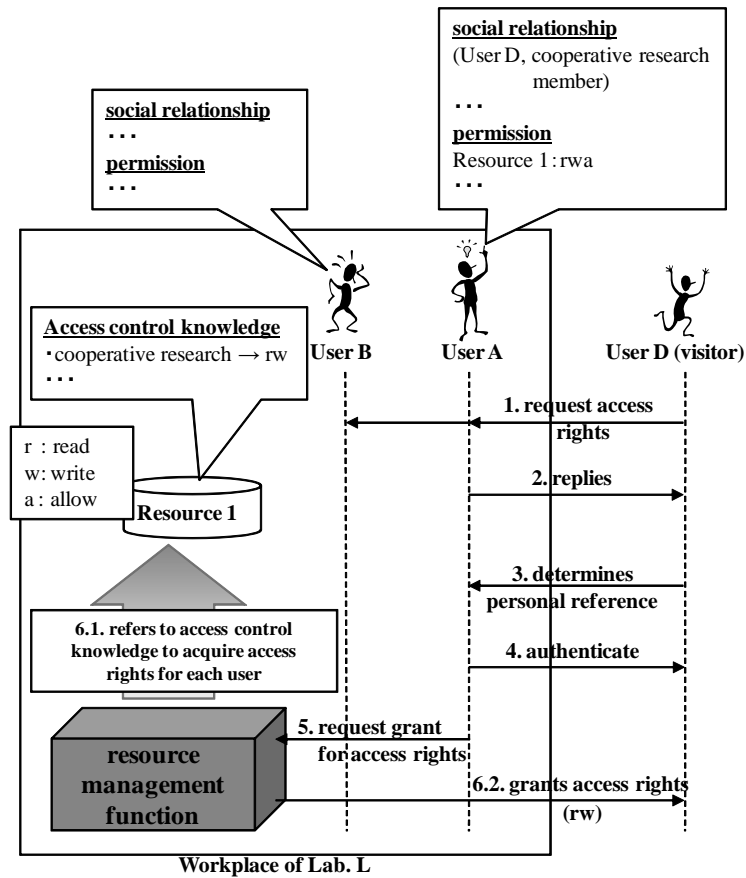 social relationship
(User D, cooperative research
member)
・・・
permission
Resource 1 : rwa
・・・
social relationship
・・・
permission
・・・
Access control knowledge
・cooperative research → rw
・・・
User B
User A
User D (visitor)
1. request access
rights
r : read
w: write
a : allow
Resource 1
2. replies
3. determines
personal reference
6.1. refers to access control
knowledge to acquire access
rights for each user
4. authenticate
5. request grant
for access rights
resource
management
function
6.2. grants access rights
(rw)
Workplace of Lab. L